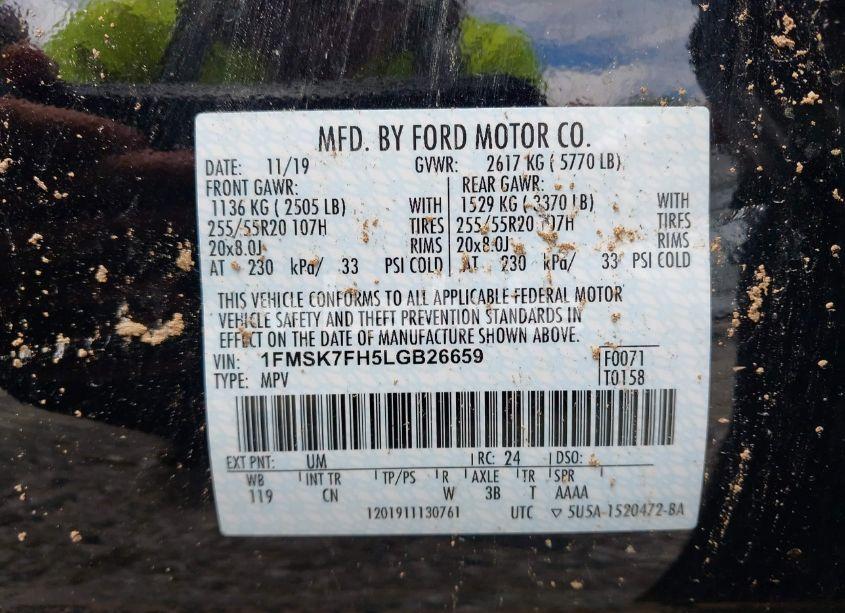 MFD. BY FORD MOTOR CO.
DATE: 11/19 GVWR: 2617 KG ( 5770 LB)
FRONT GAWR: REAR GAWR:
1136 KG ( 2505 LB) WITH 1529 KG ( 3370 LB) WITH
255/55R20 107H TIRES 255/55R20 107H TIRES
20x8.0J RIMS 20x8.0J RIMS
AT 230 kPa/ 33 PSI COLD AT 230 kPa/ 33 PSI COLD
THIS VEHICLE CONFORMS TO ALL APPLICABLE FEDERAL MOTOR
VEHICLE SAFETY AND THEFT PREVENTION STANDARDS IN
EFFECT ON THE DATE OF MANUFACTURE SHOWN ABOVE.
VIN: 1FMSK7FH5LGB26659 F0071
TYPE: MPV T0158
EXT PNT: UM RC: 24 DSO:
WB INT TR TP/PS R AXLE TR SPR
119 CN W 3B T AAAA
1201911130761 UTC ▽ 5U5A-1520472-BA